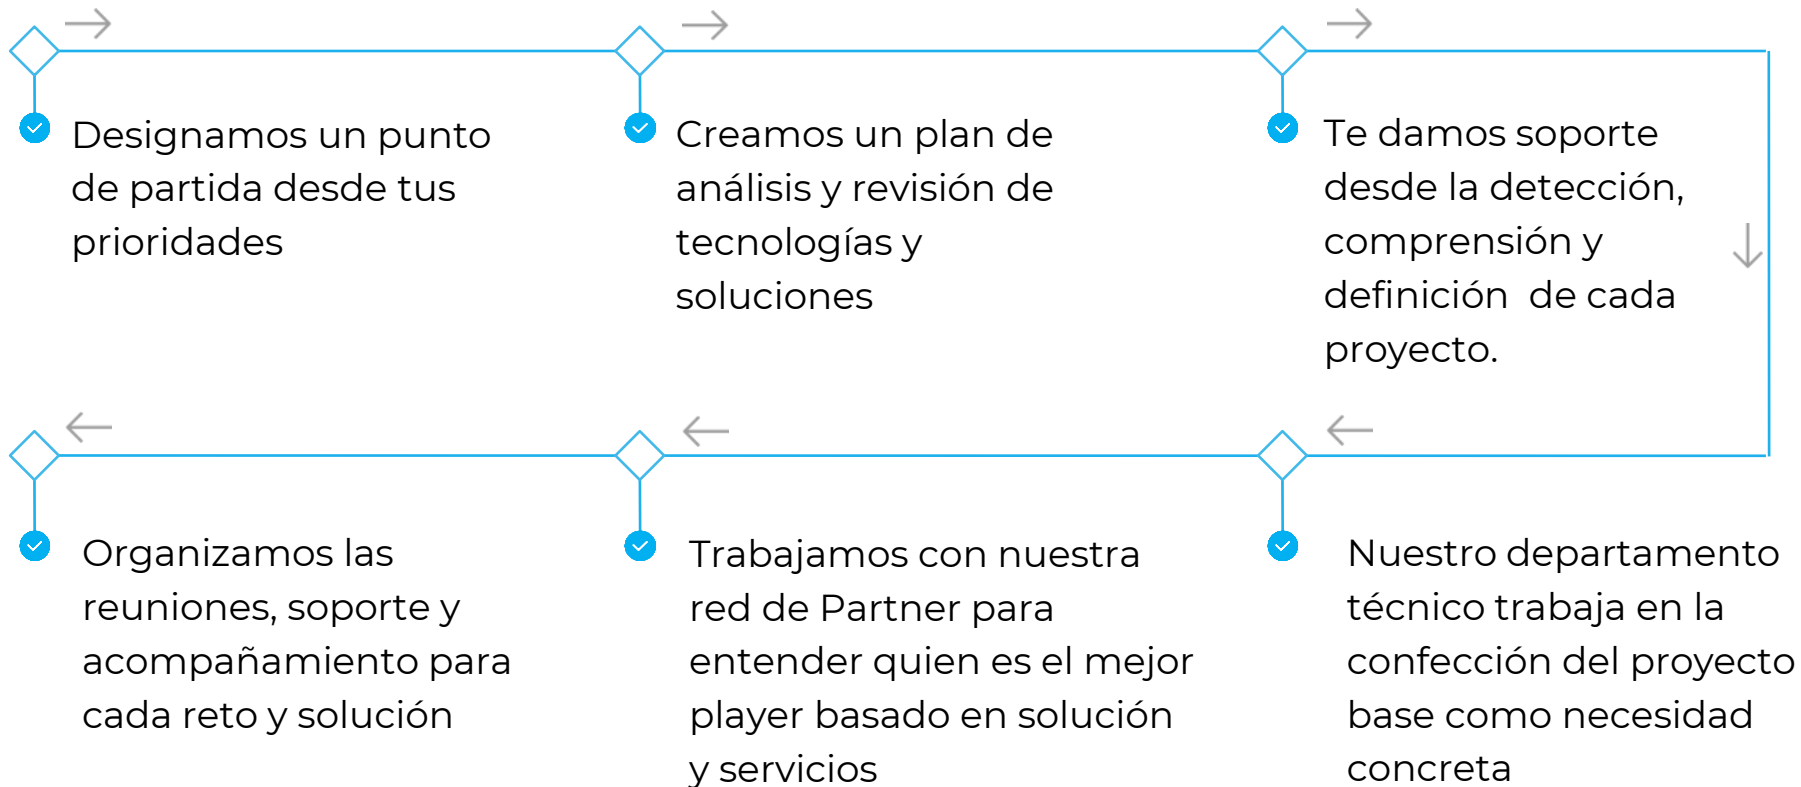 Designamos un punto
de partida desde tus
prioridades
Creamos un plan de
análisis y revisión de
tecnologías y
soluciones
Te damos soporte
desde la detección,
comprensión y
definición  de cada
proyecto.
Nuestro departamento
técnico trabaja en la
confección del proyecto
base como necesidad
concreta
Trabajamos con nuestra
red de Partner para
entender quien es el mejor
player basado en solución
y servicios
Organizamos las
reuniones, soporte y
acompañamiento para
cada reto y solución